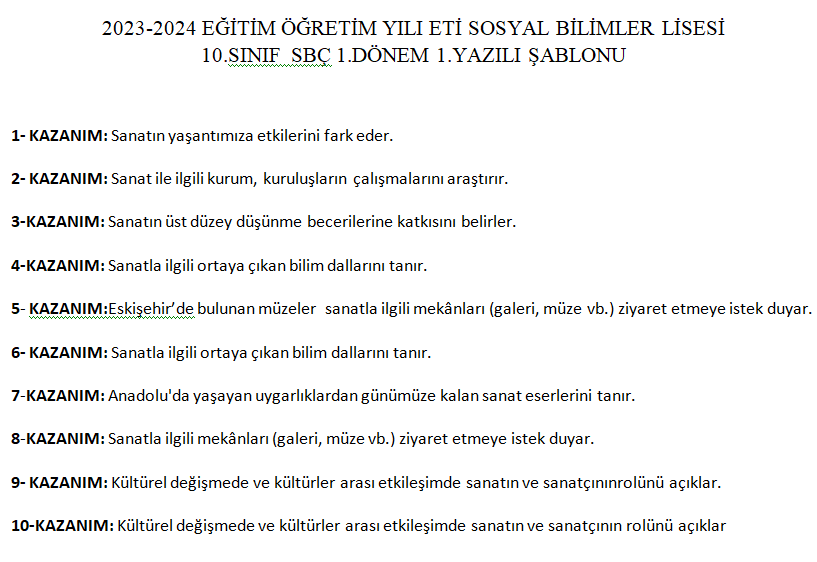 2023-2024 EĞİTİM ÖĞRETİM YILI ETİ SOSYAL BİLİMLER LİSESİ
10.SINIF SBÇ 1.DÖNEM 1.YAZILI ŞABLONU
1- KAZANIM: Sanatın yaşantımıza etkilerini fark eder.
2- KAZANIM: Sanat ile ilgili kurum, kuruluşların çalışmalarını araştırır.
3-KAZANIM: Sanatın üst düzey düşünme becerilerine katkısını belirler.
4-KAZANIM: Sanatla ilgili ortaya çıkan bilim dallarını tanır.
5- KAZANIM:Eskişehir’de bulunan müzeler sanatla ilgili mekânları (galeri, müze vb.) ziyaret etmeye istek duyar.
6- KAZANIM: Sanatla ilgili ortaya çıkan bilim dallarını tanır.
7-KAZANIM: Anadolu'da yaşayan uygarlıklardan günümüze kalan sanat eserlerini tanır.
8-KAZANIM: Sanatla ilgili mekânları (galeri, müze vb.) ziyaret etmeye istek duyar.
9- KAZANIM: Kültürel değişmede ve kültürler arası etkileşimde sanatın ve sanatçınınrolünü açıklar.
10-KAZANIM: Kültürel değişmede ve kültürler arası etkileşimde sanatın ve sanatçının rolünü açıklar